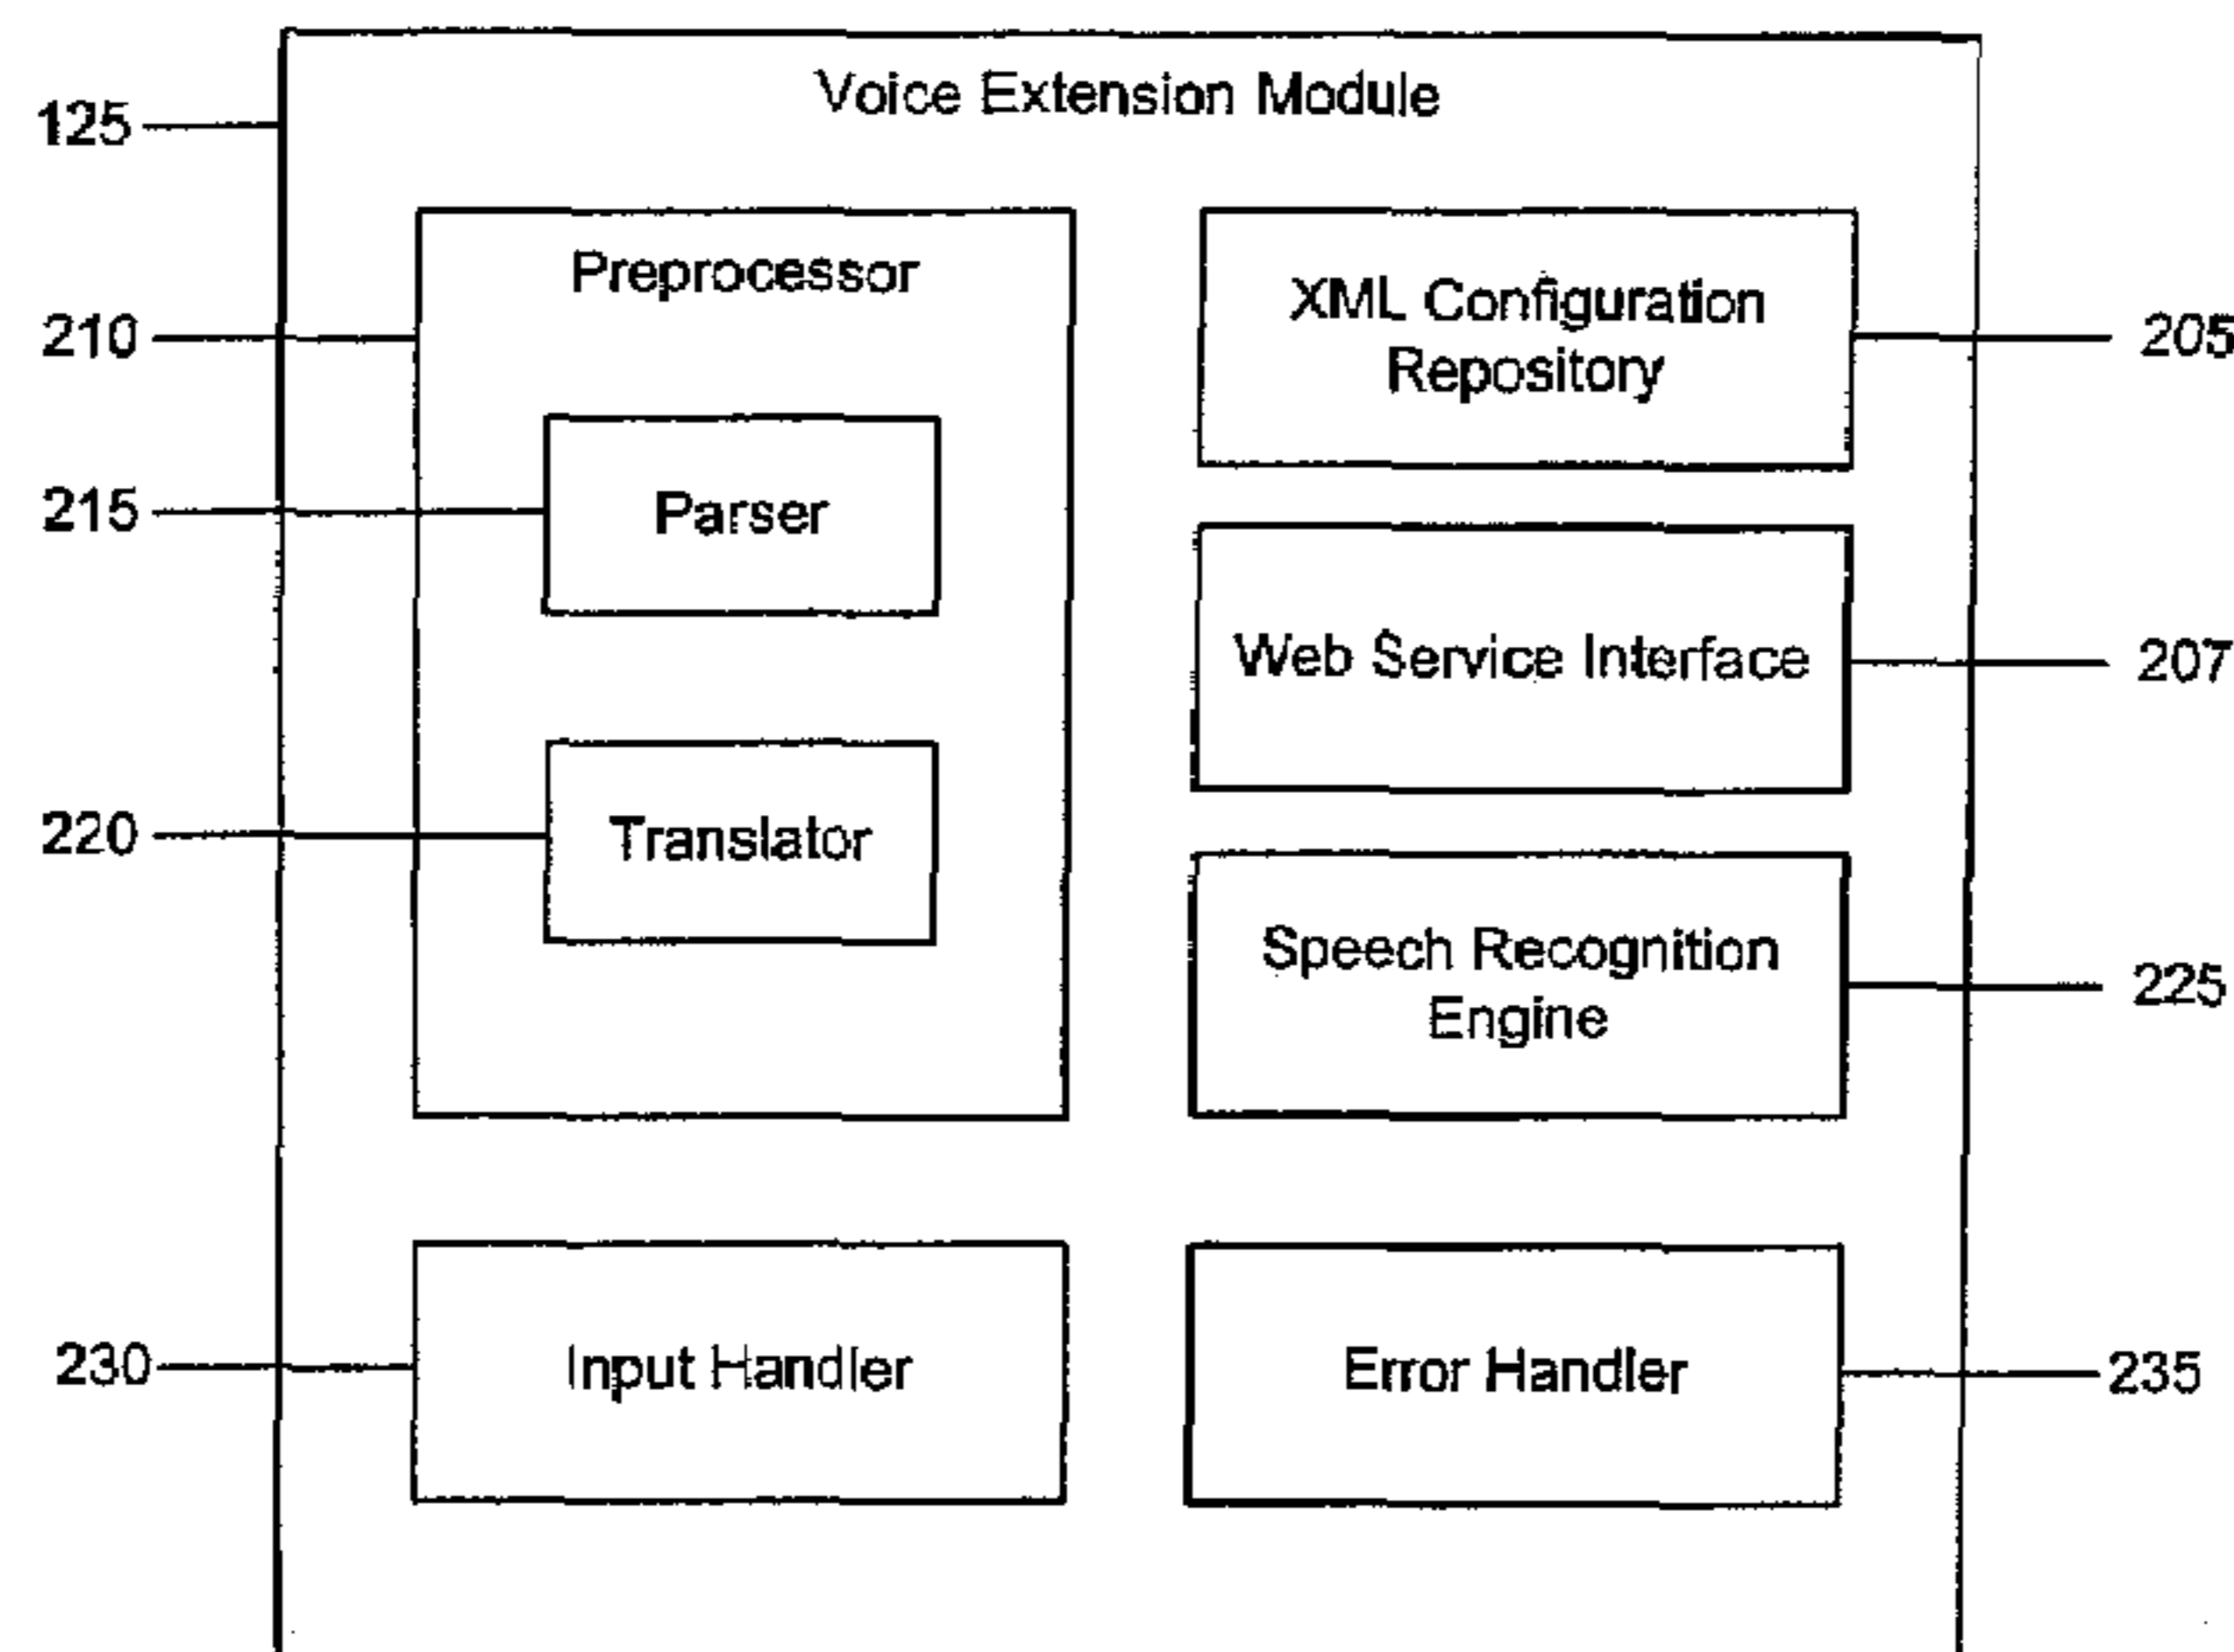 Voice Extension Module
125
Preprocessor
210
XML Configuration
Repository
205
215
Parser
Web Service Interface
207
220
Translator
Speech Recognition
Engine
225
230
Input Handler
Error Handler
235